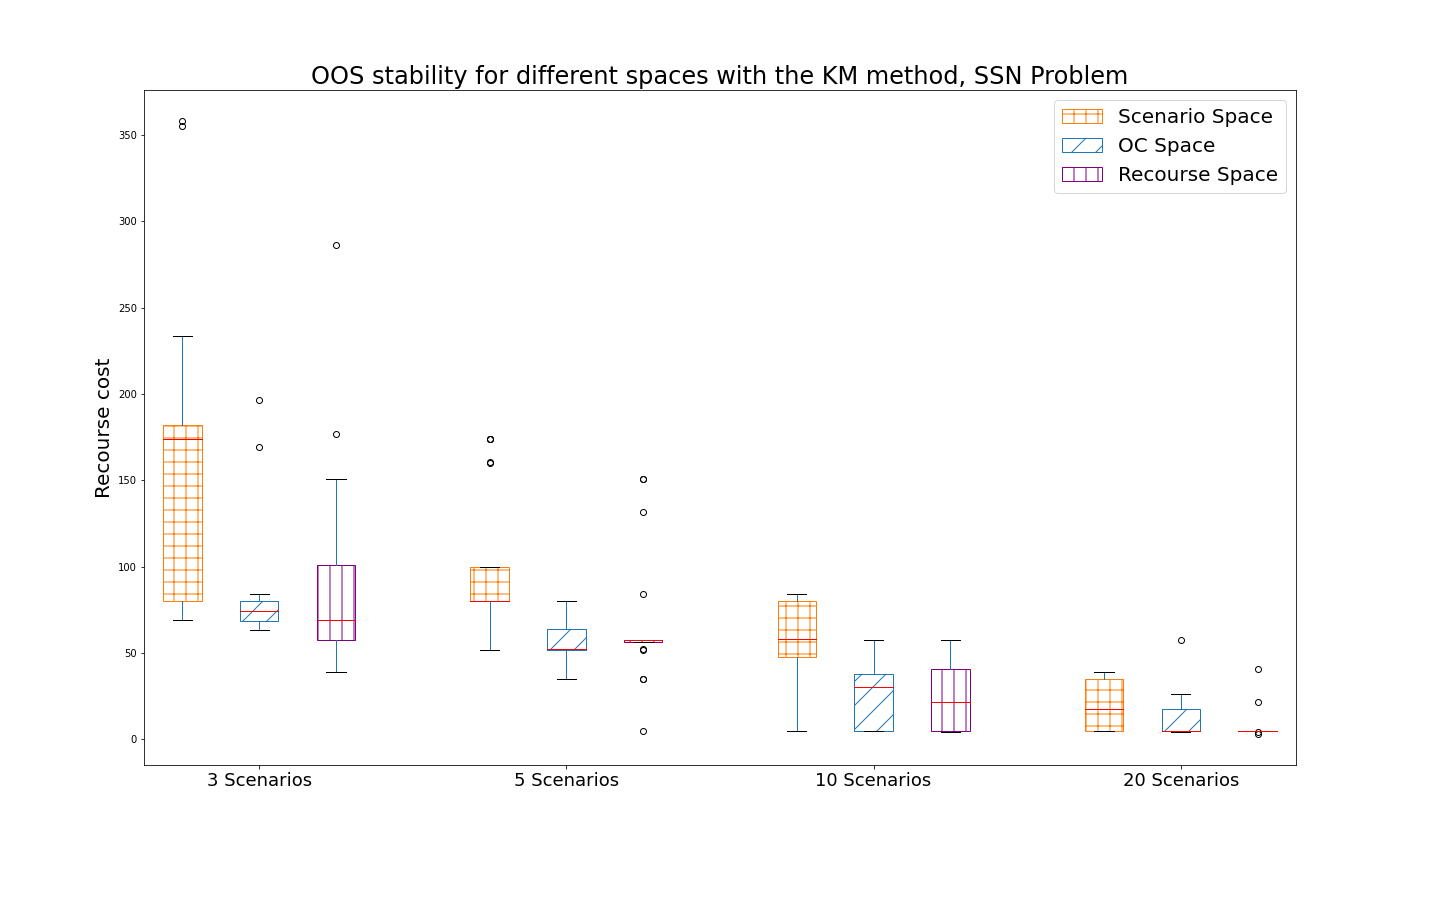 OOS stability for different spaces with the KM method, SSN Problem
Scenario Space
OC Space
Recourse Space
Recourse cost
350
300
250
200
150
100
50
0
3 Scenarios
5 Scenarios
10 Scenarios
20 Scenarios